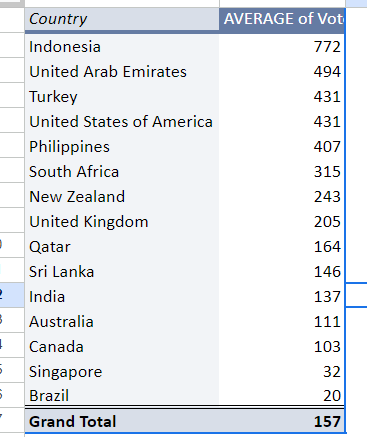 Country AVERAGE of Vot
Indonesia 772
United Arab Emirates 494
Turkey 431
United States of America 431
Philippines 407
South Africa 315
New Zealand 243
United Kingdom 205
Qatar 164
Sri Lanka 146
India 137
Australia 111
Canada 103
Singapore 32
Brazil 20
Grand Total 157